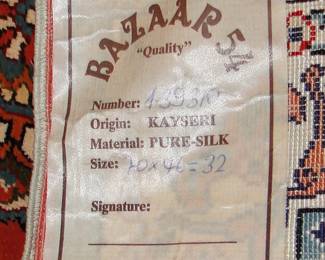 BAZAAR 54
"Quality"
Number:
Origin: KAYSERI
Material: PURE-SILK
Size: 70x46=32
Signature: